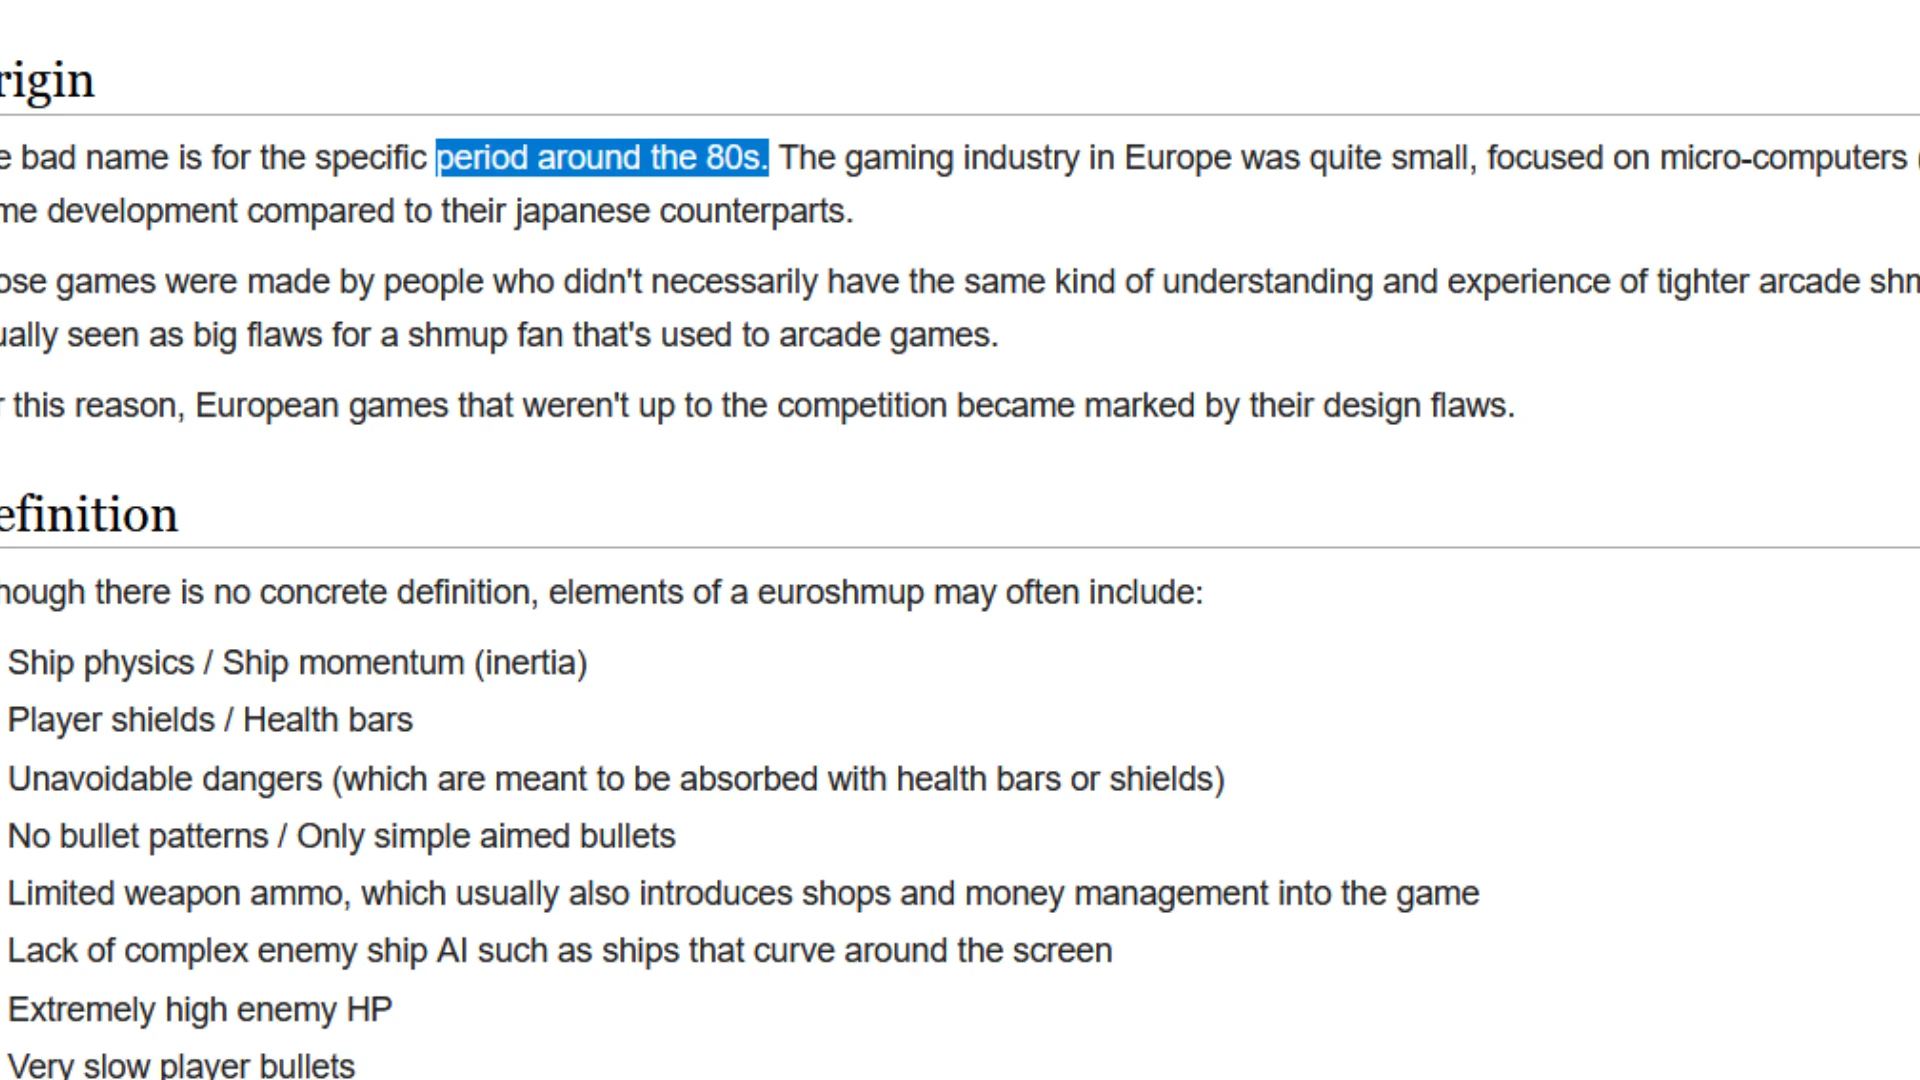 rigin
e bad name is for the specific period around the 80s. The gaming industry in Europe was quite small, focused on micro-computers (
me development compared to their japanese counterparts.
ose games were made by people who didn't necessarily have the same kind of understanding and experience of tighter arcade shm
ually seen as big flaws for a shmup fan that's used to arcade games.
r this reason, European games that weren't up to the competition became marked by their design flaws.
efinition
hough there is no concrete definition, elements of a euroshmup may often include:
Ship physics / Ship momentum (inertia)
Player shields / Health bars
Unavoidable dangers (which are meant to be absorbed with health bars or shields)
No bullet patterns / Only simple aimed bullets
Limited weapon ammo, which usually also introduces shops and money management into the game
Lack of complex enemy ship AI such as ships that curve around the screen
Extremely high enemy HP
Very slow player bullets